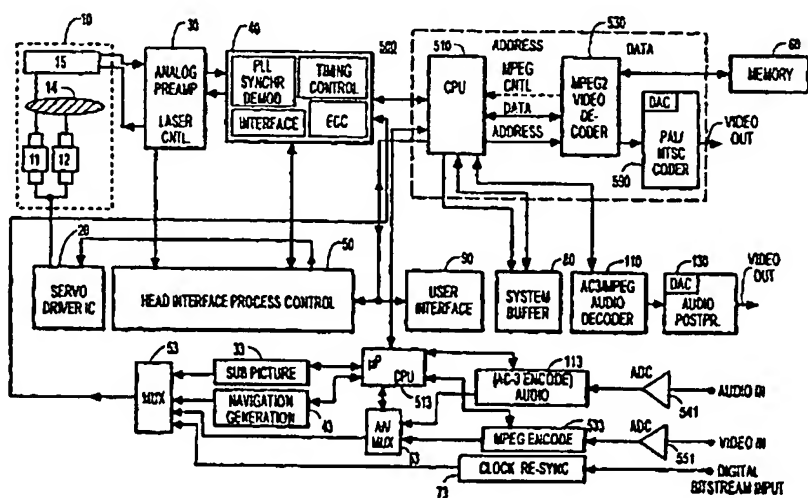 10
15
14
11
12
30
ANALOG
PREAMP
LASER
CNTL.
40
PLL
SYNCHR
DEMOD
TIMING
CONTROL
INTERFACE
ECC
500
510
CPU
ADDRESS
MPEG
CNTL
DATA
ADDRESS
530
MPEG2
VIDEO
DE-
CODER
DATA
60
MEMORY
DAC
PAL/
NTSC
CODER
590
VIDEO
OUT
20
SERVO
DRIVER IC
50
HEAD INTERFACE PROCESS CONTROL
90
USER
INTERFACE
80
SYSTEM
BUFFER
110
AC3/MPEG
AUDIO
DECODER
130
DAC
AUDIO
POSTPR.
VIDEO
OUT
53
MUX
33
SUB PICTURE
NAVIGATION
GENERATION
43
µP
CPU
513
A/V
MUX
63
113
(AC-3 ENCODE)
AUDIO
533
MPEG ENCODE
CLOCK RE-SYNC
73
ADC
541
AUDIO IN
ADC
551
VIDEO IN
DIGITAL
BITSTREAM INPUT